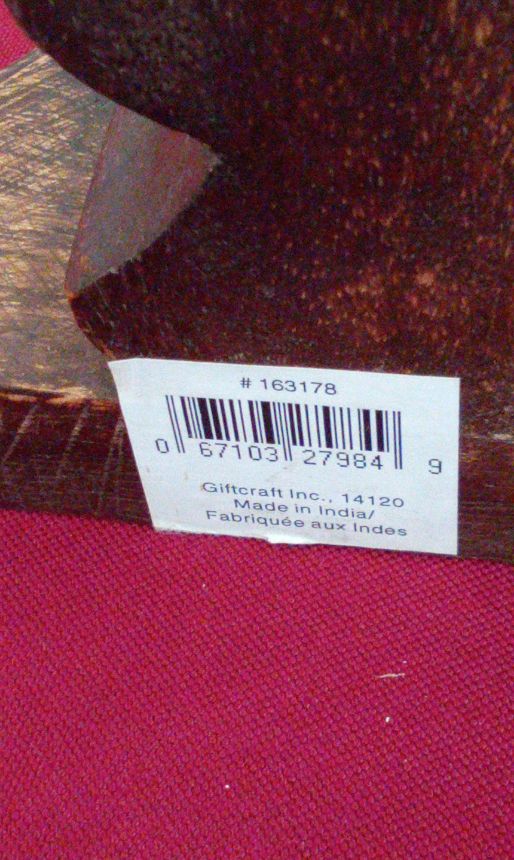 # 163178
0 67103 27984 9
Giftcraft Inc., 14120
Made in India/
Fabriquée aux Indes